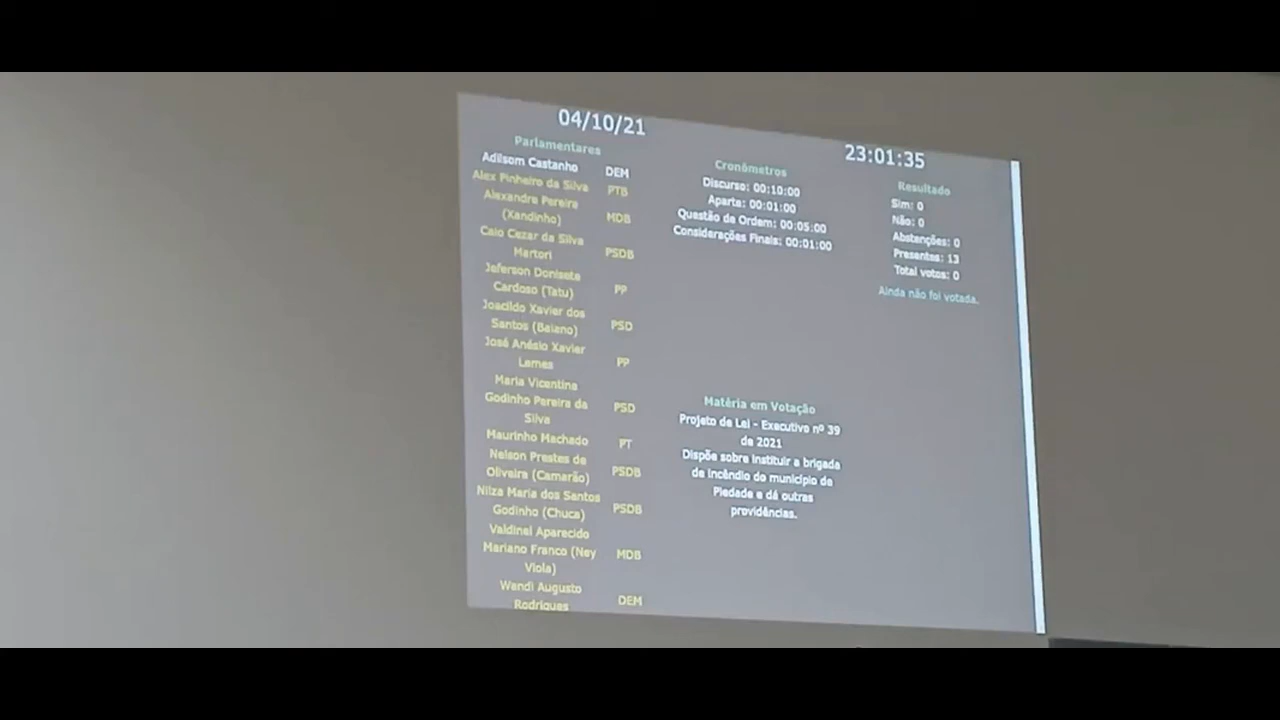 04/10/21
23:01:35
Parlamentares
Adilsom Castanho DEM
Alex Pinheiro da Silva PTB
Alexandre Pereira
(Xandinho) MDB
Caio Cezar da Silva
Martori PSDB
Jeferson Donisete
Cardoso (Tatu) PP
Joacildo Xavier dos
Santos (Baiano) PSD
José Anésio Xavier
Lemes PP
Maria Vicentina
Godinho Pereira da
Silva PSD
Maurinho Machado PT
Nelson Prestes de
Oliveira (Camarão) PSDB
Nilza Maria dos Santos
Godinho (Chuca) PSDB
Valdinei Aparecido
Mariano Franco (Ney
Viola) MDB
Wandi Augusto
Rodrigues DEM
Cronômetros
Discurso: 00:10:00
Aparte: 00:01:00
Questão de Ordem: 00:05:00
Considerações Finais: 00:01:00
Matéria em Votação
Projeto de Lei - Executivo nº 39
de 2021
Dispõe sobre instituir a brigada
de incêndio do município de
Piedade e dá outras
providências.
Resultado
Sim: 0
Não: 0
Abstenções: 0
Presentes: 13
Total votos: 0
Ainda não foi votada.